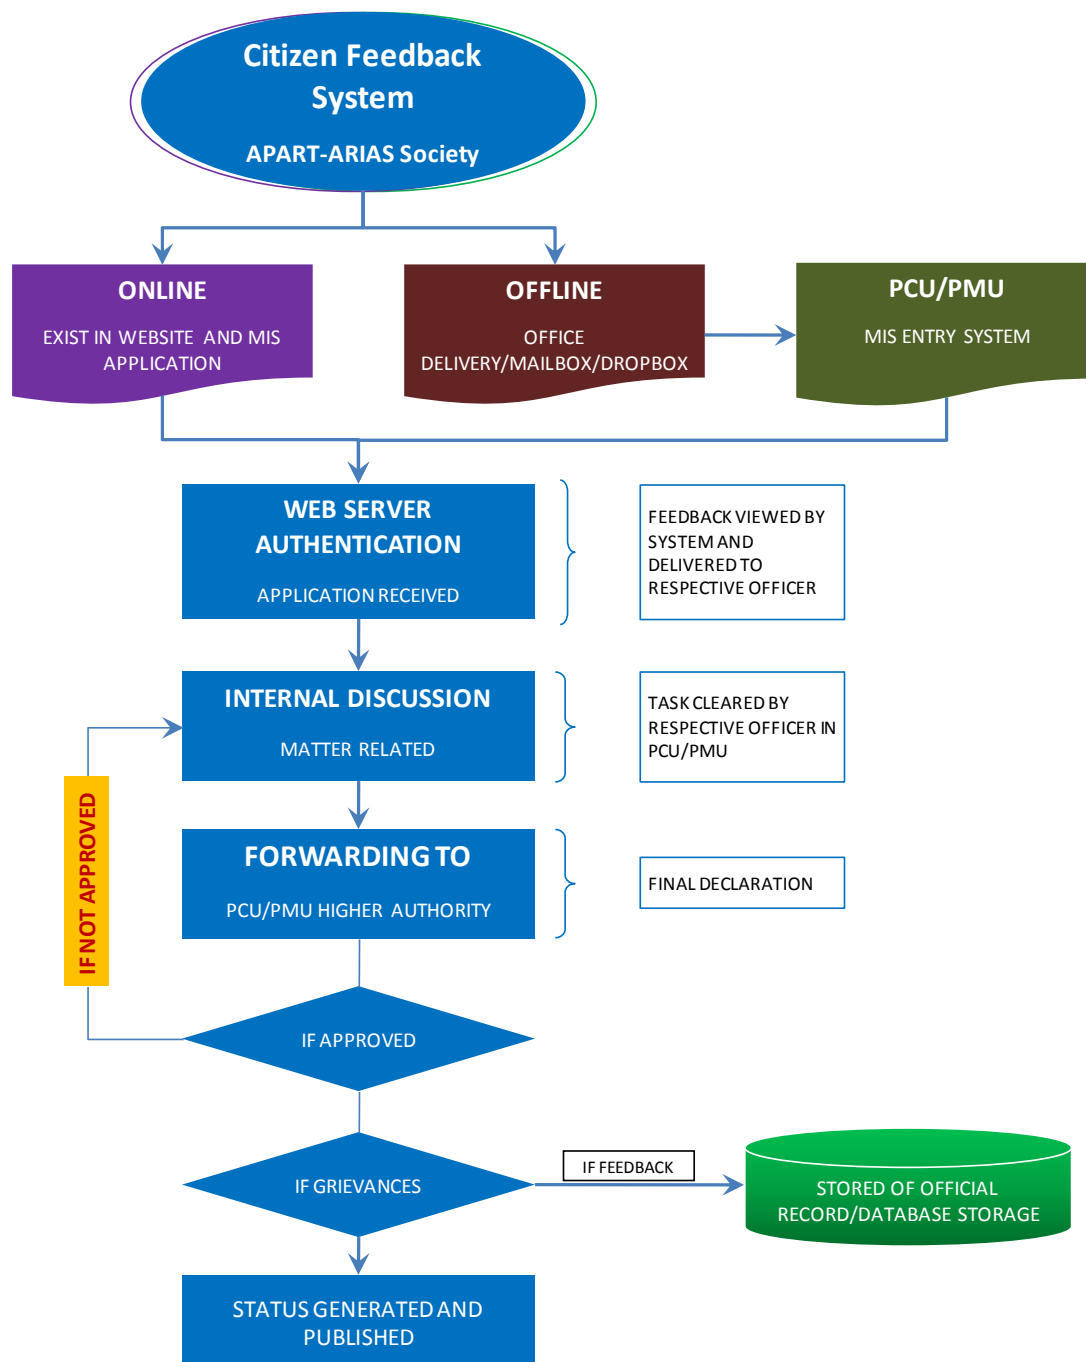 Citizen Feedback
System
APART-ARIAS Society
ONLINE
EXIST IN WEBSITE AND MIS
APPLICATION
OFFLINE
OFFICE
DELIVERY/MAILBOX/DROPBOX
PCU/PMU
MIS ENTRY SYSTEM
WEB SERVER
AUTHENTICATION
APPLICATION RECEIVED
FEEDBACK VIEWED BY
SYSTEM AND
DELIVERED TO
RESPECTIVE OFFICER
INTERNAL DISCUSSION
MATTER RELATED
TASK CLEARED BY
RESPECTIVE OFFICER IN
PCU/PMU
IF NOT APPROVED
FORWARDING TO
PCU/PMU HIGHER AUTHORITY
FINAL DECLARATION
IF APPROVED
IF GRIEVANCES
IF FEEDBACK
STORED OF OFFICIAL
RECORD/DATABASE STORAGE
STATUS GENERATED AND
PUBLISHED